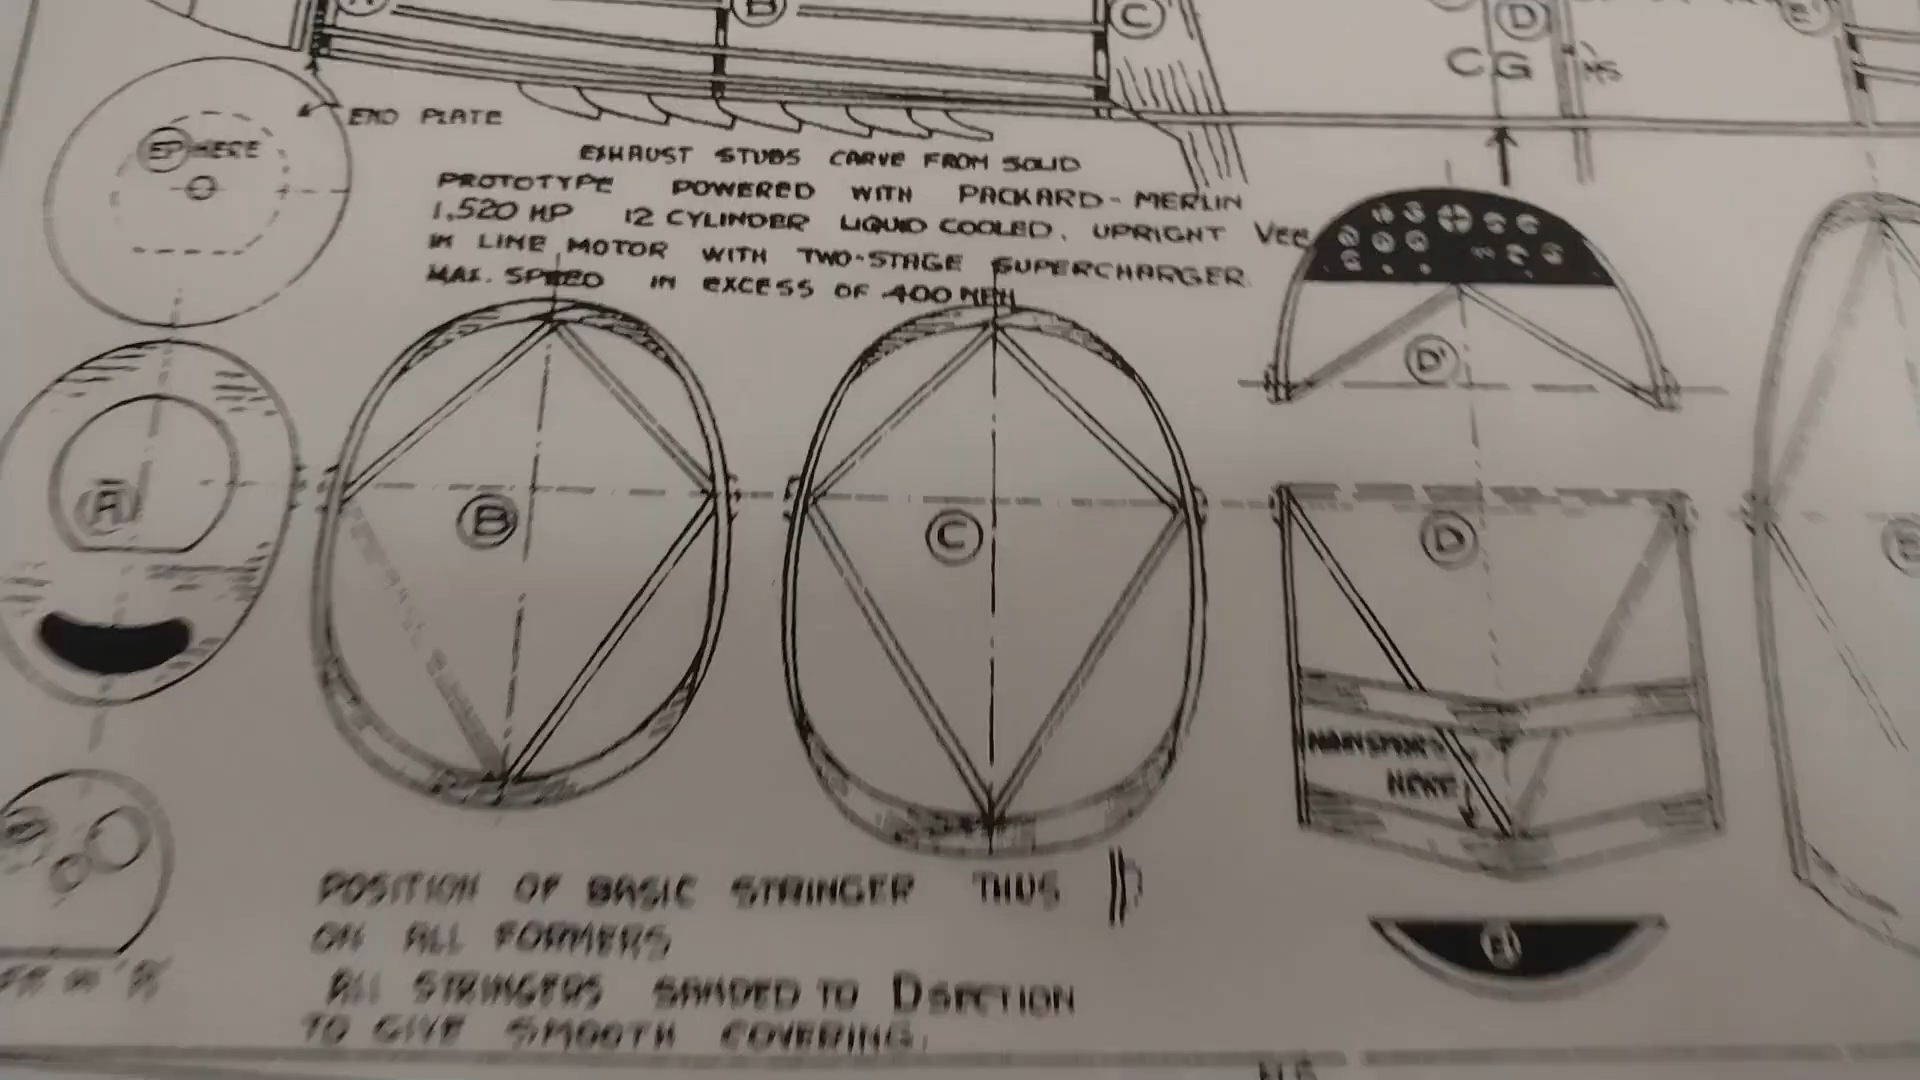 B
C
D
CG
END PLATE
EP HERE
EXHAUST STUBS CARVE FROM SOLID
PROTOTYPE POWERED WITH PACKARD-MERLIN
1,520 HP 12 CYLINDER LIQUID COOLED, UPRIGHT Vee
IN LINE MOTOR WITH TWO-STAGE SUPERCHARGER.
MAX. SPEED IN EXCESS OF 400 MPH
D'
A
B
C
D
MAINSPARS
HERE
POSITION OF BASIC STRINGER THUS
ON ALL FORMERS
ALL STRINGERS SANDED TO D SECTION
TO GIVE SMOOTH COVERING.